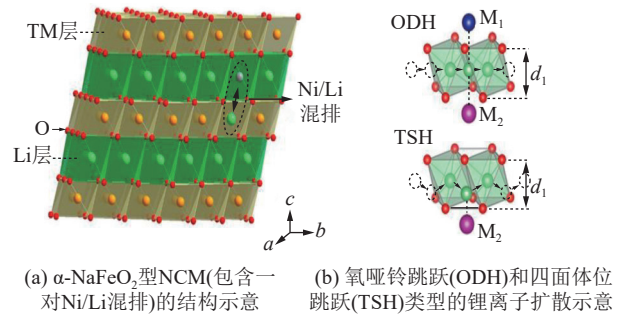 TM层
Ni/Li
混排
O
Li层
c
b
a
ODH
M₁
d₁
M₂
TSH
d₁
M₂
(a) α-NaFeO₂型NCM(包含一
对Ni/Li混排)的结构示意
(b) 氧哑铃跳跃(ODH)和四面体位
跳跃(TSH)类型的锂离子扩散示意